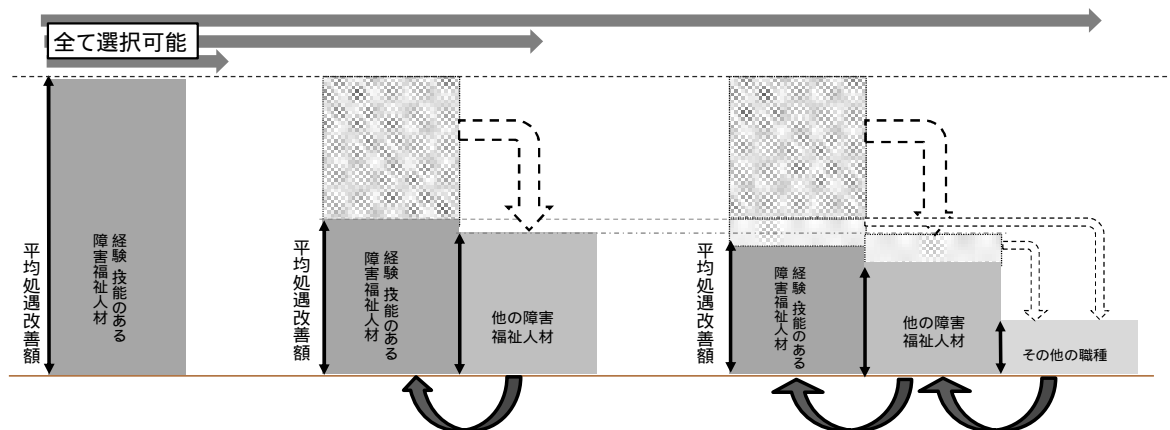 全て選択可能
平均処遇改善額
経験・技能のある
障害福祉人材
平均処遇改善額
経験・技能のある
障害福祉人材
他の障害
福祉人材
平均処遇改善額
経験・技能のある
障害福祉人材
他の障害
福祉人材
その他の職種